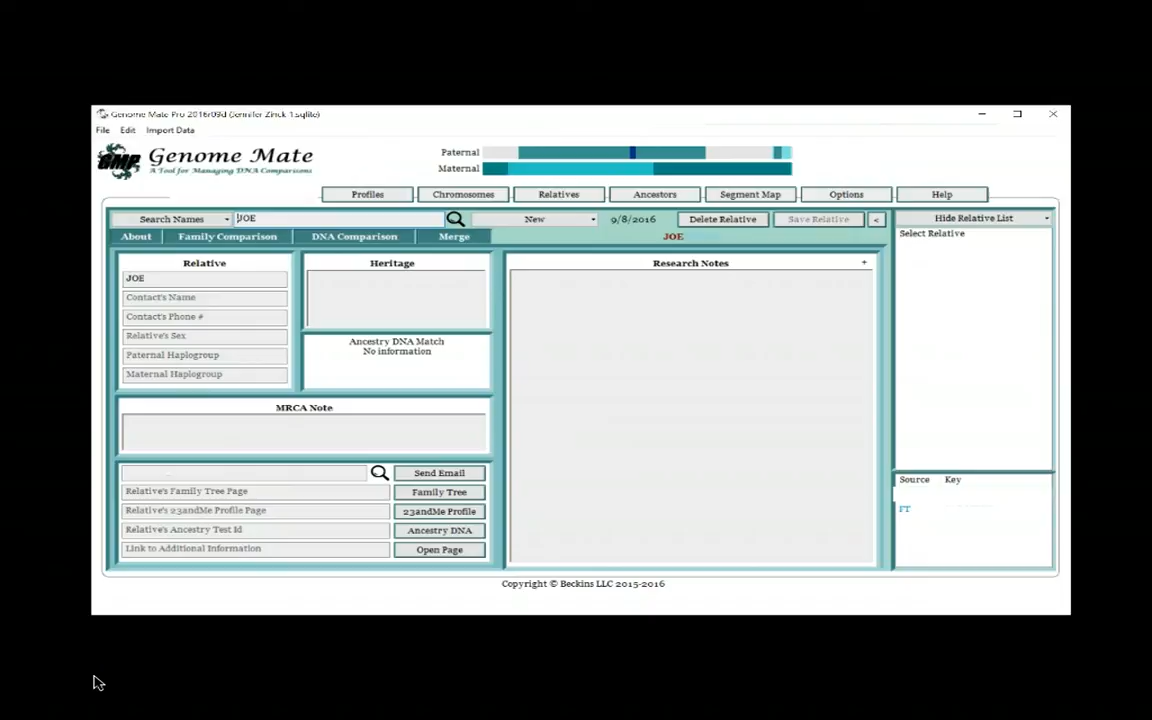 Genome Mate Pro 2016r09d (Jennifer Zinck 1.sqlite)
File Edit Import Data
GMP Genome Mate
A Tool for Managing DNA Comparisons
Paternal
Maternal
Profiles Chromosomes Relatives Ancestors Segment Map Options Help
Search Names JOE New 9/8/2016 Delete Relative Save Relative < Hide Relative List
About Family Comparison DNA Comparison Merge JOE
Select Relative
Relative
JOE
Contact's Name
Contact's Phone #
Relative's Sex
Paternal Haplogroup
Maternal Haplogroup
Heritage
Ancestry DNA Match
No information
MRCA Note
Send Email
Relative's Family Tree Page Family Tree
Relative's 23andMe Profile Page 23andMe Profile
Relative's Ancestry Test Id Ancestry DNA
Link to Additional Information Open Page
Research Notes +
Source Key
FT
Copyright © Beckins LLC 2015-2016